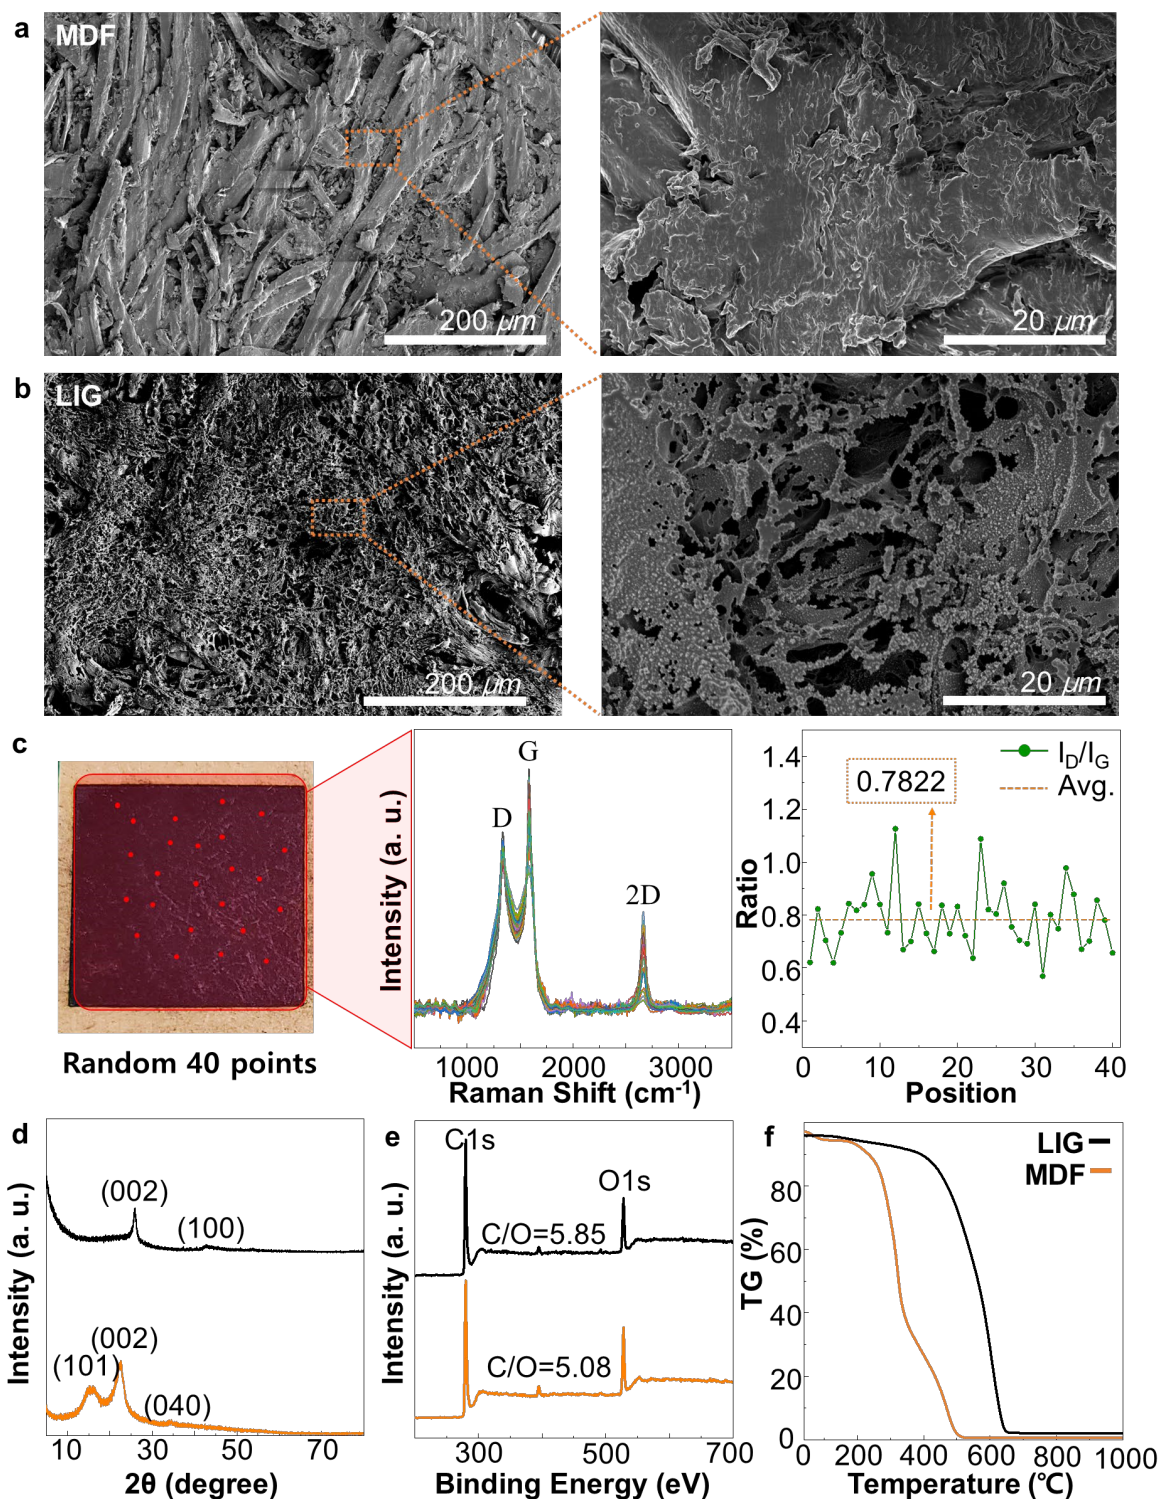 a
MDF
200 µm
20 µm
b
LIG
200 µm
20 µm
c
Random 40 points
Intensity (a. u.)
D
G
2D
1000 2000 3000
Raman Shift (cm-1)
Ratio
1.4
1.2
1.0
0.8
0.6
0.4
0.7822
ID/IG
Avg.
0 10 20 30 40
Position
d
Intensity (a. u.)
(002)
(100)
(002)
(101)
(040)
10 30 50 70
2θ (degree)
e
Intensity (a. u.)
C1s
O1s
C/O=5.85
C/O=5.08
300 500 700
Binding Energy (eV)
f
TG (%)
80
60
40
20
0
LIG
MDF
0 200 400 600 800 1000
Temperature (℃)